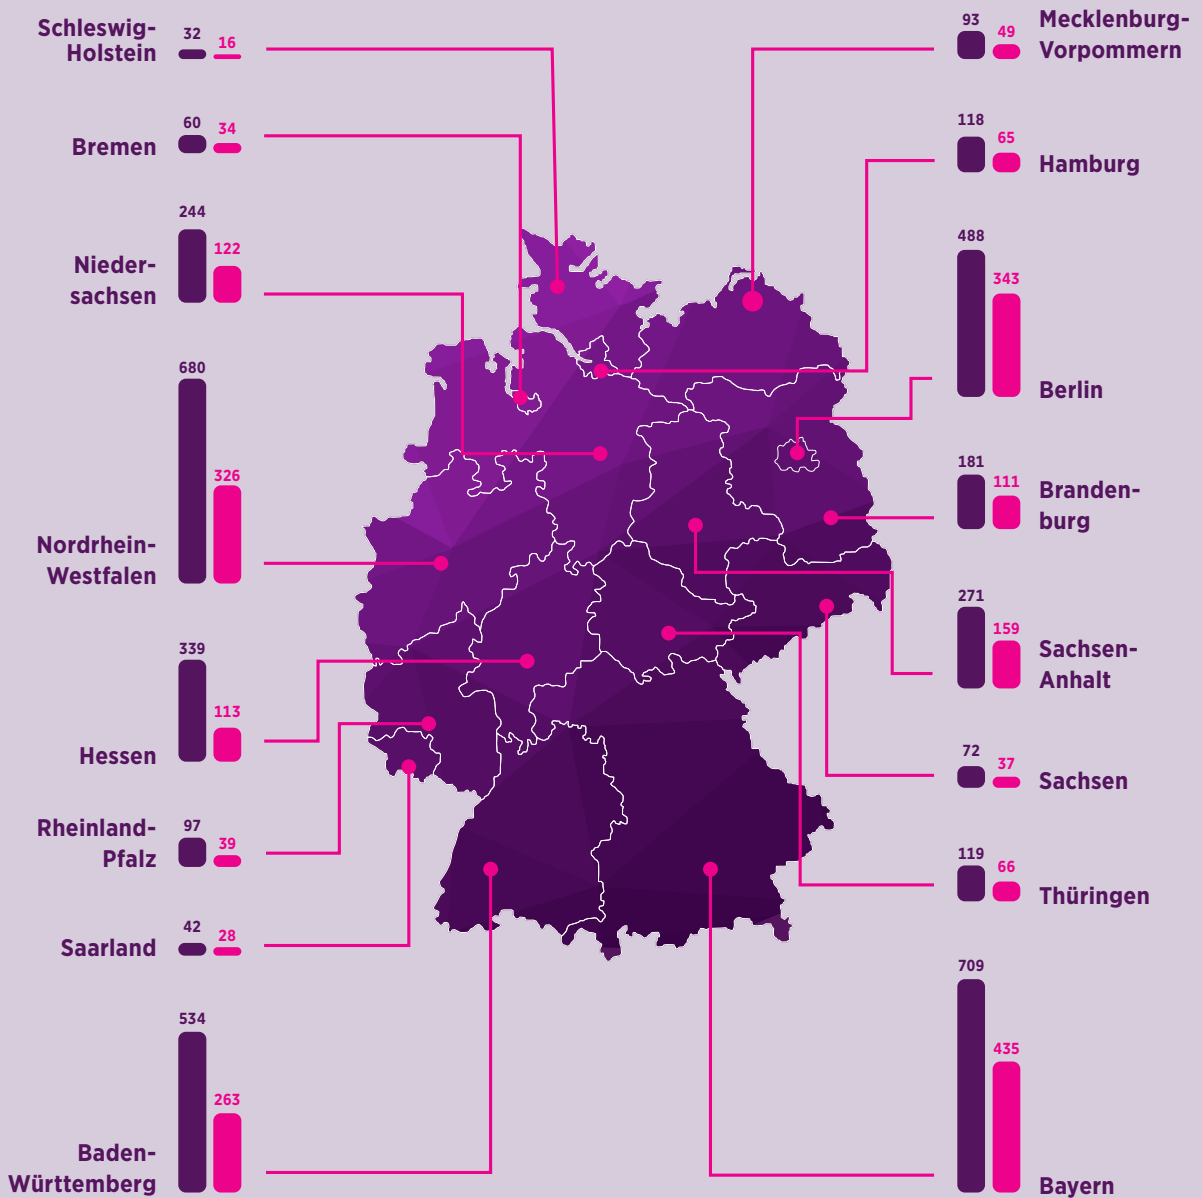 Schleswig-
Holstein
32
16
Bremen
60
34
Nieder-
sachsen
244
122
Nordrhein-
Westfalen
680
326
Hessen
339
113
Rheinland-
Pfalz
97
39
Saarland
42
28
Baden-
Württemberg
534
263
93
49
Mecklenburg-
Vorpommern
118
65
Hamburg
488
343
Berlin
181
111
Branden-
burg
271
159
Sachsen-
Anhalt
72
37
Sachsen
119
66
Thüringen
709
435
Bayern